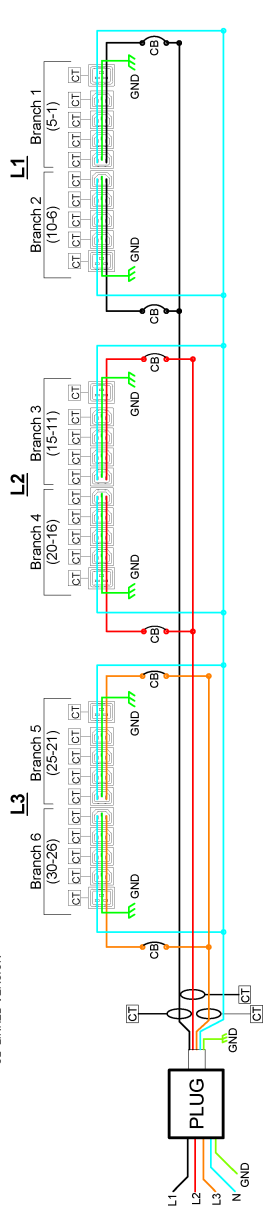 L3
L2
L1
Branch 6
(30-26)
Branch 5
(25-21)
Branch 4
(20-16)
Branch 3
(15-11)
Branch 2
(10-6)
Branch 1
(5-1)
CT CT CT CT CT CT CT CT CT CT
CT CT CT CT CT CT CT CT CT CT
CT CT CT CT CT CT CT CT CT CT
GND
GND
GND
GND
GND
GND
CB
CB
CB
CB
CB
CB
CT
CT
CT
GND
PLUG
L1
L2
L3
N
GND